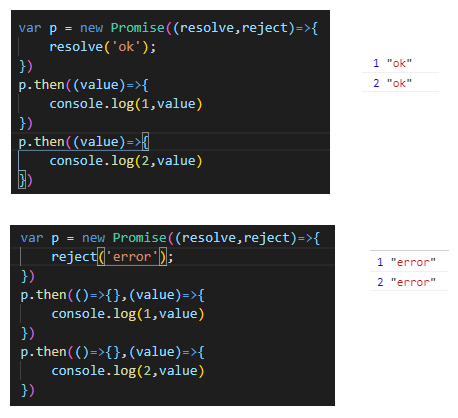 var p = new Promise((resolve,reject)=>{
    resolve('ok');
})
p.then((value)=>{
    console.log(1,value)
})
p.then((value)=>{
    console.log(2,value)
})
1 "ok"
2 "ok"
var p = new Promise((resolve,reject)=>{
    reject('error');
})
p.then(()=>{},(value)=>{
    console.log(1,value)
})
p.then(()=>{},(value)=>{
    console.log(2,value)
})
1 "error"
2 "error"